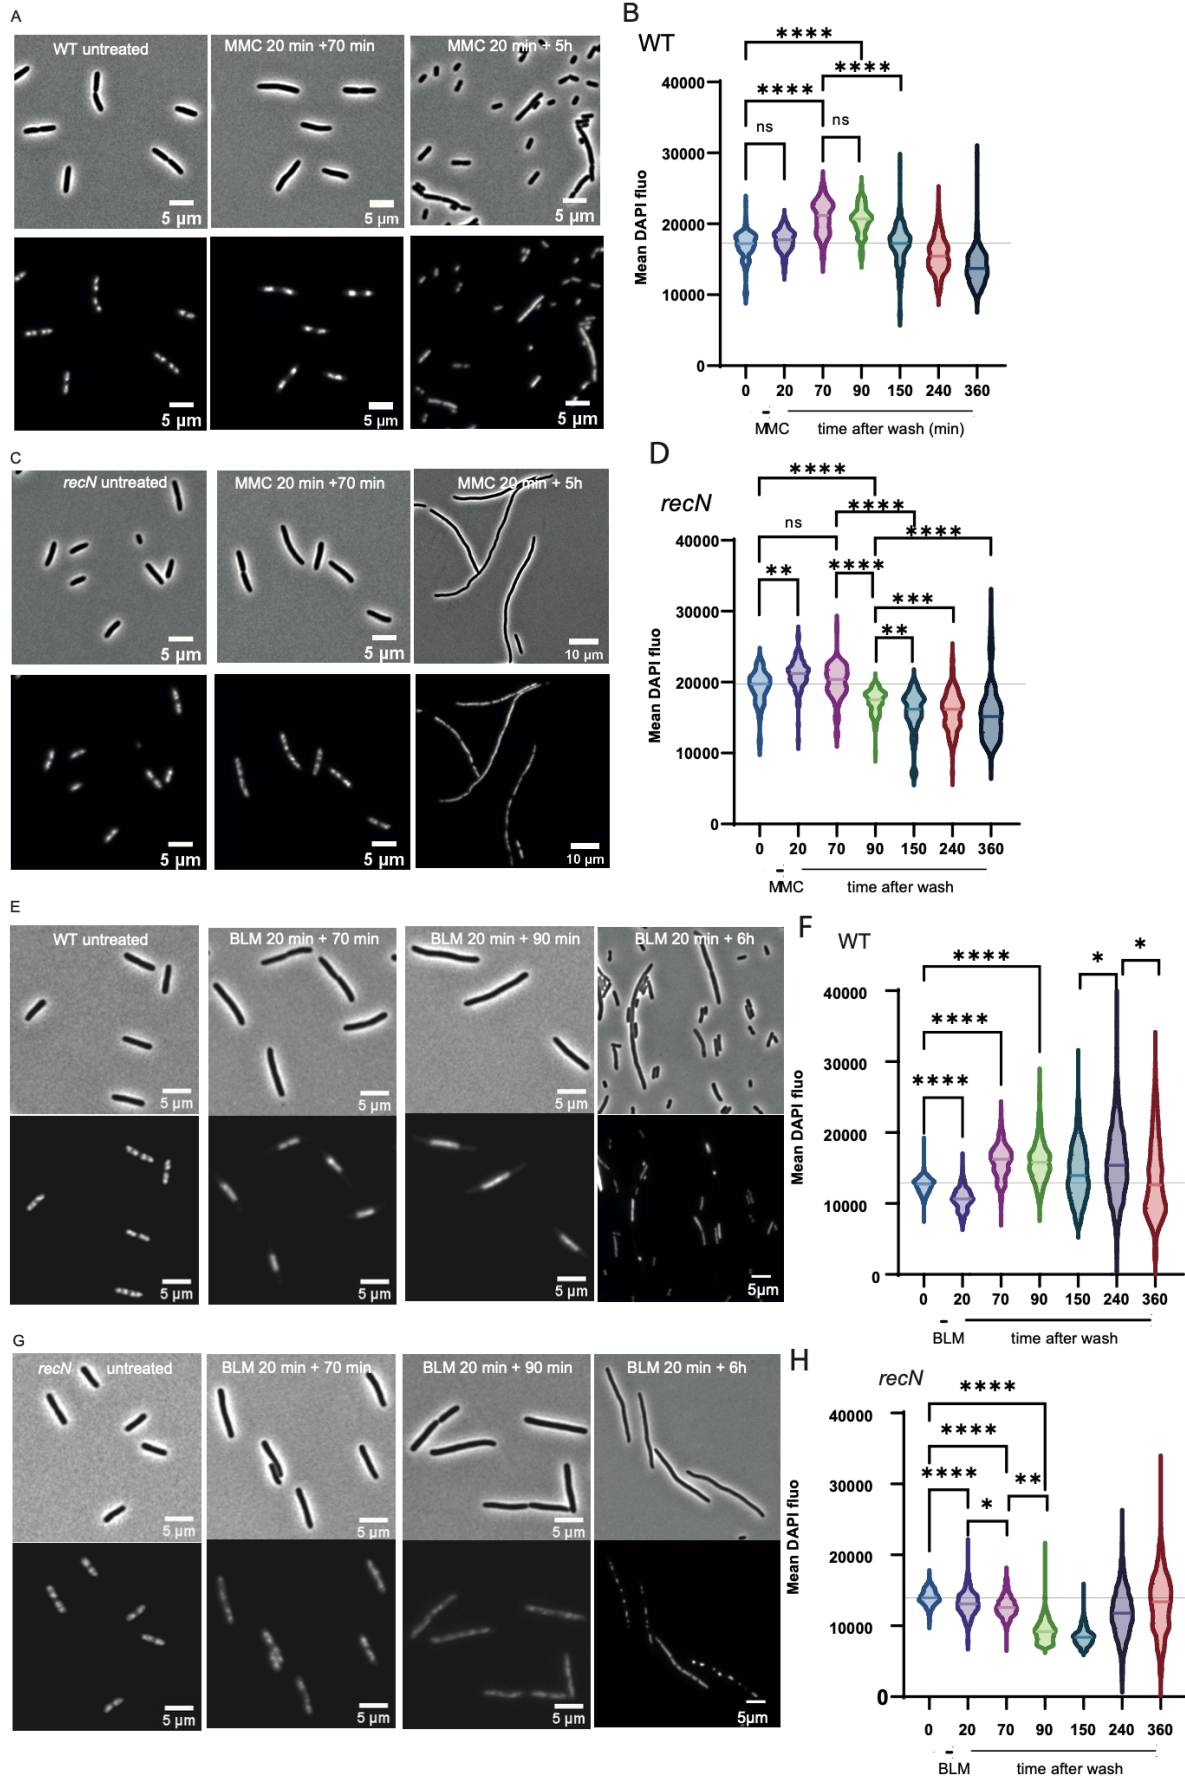 A
WT untreated
MMC 20 min +70 min
MMC 20 min + 5h
5 µm
5 µm
5 µm
5 µm
5 µm
5 µm
B
WT
****
****
****
ns
ns
Mean DAPI fluo
40000
30000
20000
10000
0
0 20 70 90 150 240 360
MMC
time after wash (min)
C
recN untreated
MMC 20 min +70 min
MMC 20 min + 5h
5 µm
5 µm
10 µm
5 µm
5 µm
10 µm
D
recN
****
****
ns
****
**
****
***
**
Mean DAPI fluo
40000
30000
20000
10000
0
0 20 70 90 150 240 360
MMC
time after wash
E
WT untreated
BLM 20 min + 70 min
BLM 20 min + 90 min
BLM 20 min + 6h
5 µm
5 µm
5 µm
5 µm
5 µm
5 µm
5µm
F
WT
****
*
*
****
****
Mean DAPI fluo
40000
30000
20000
10000
0
0 20 70 90 150 240 360
BLM
time after wash
G
recN untreated
BLM 20 min + 70 min
BLM 20 min + 90 min
BLM 20 min + 6h
5 µm
5 µm
5 µm
5 µm
5 µm
5 µm
5µm
H
recN
****
****
****
**
*
Mean DAPI fluo
40000
30000
20000
10000
0
0 20 70 90 150 240 360
BLM
time after wash